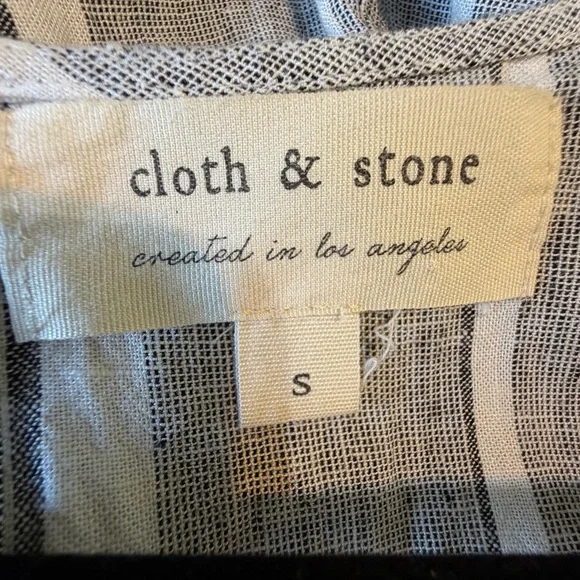 cloth & stone
created in los angeles
S